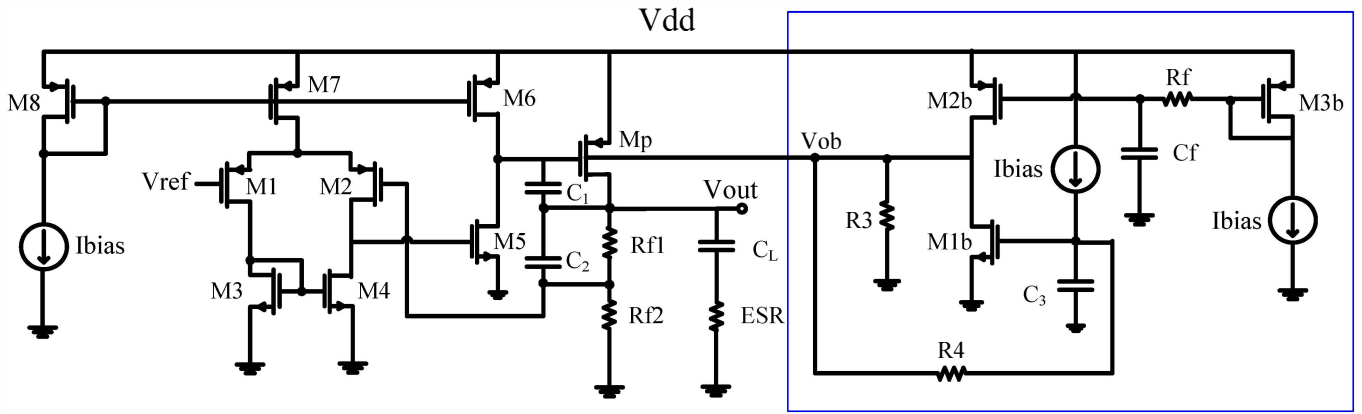 Vdd
M8
M7
M6
M2b
Rf
M3b
Mp
Vob
Cf
Vref
M1
M2
C1
Vout
Ibias
Ibias
R3
Ibias
M5
Rf1
CL
M1b
C2
M3
M4
C3
Rf2
ESR
R4